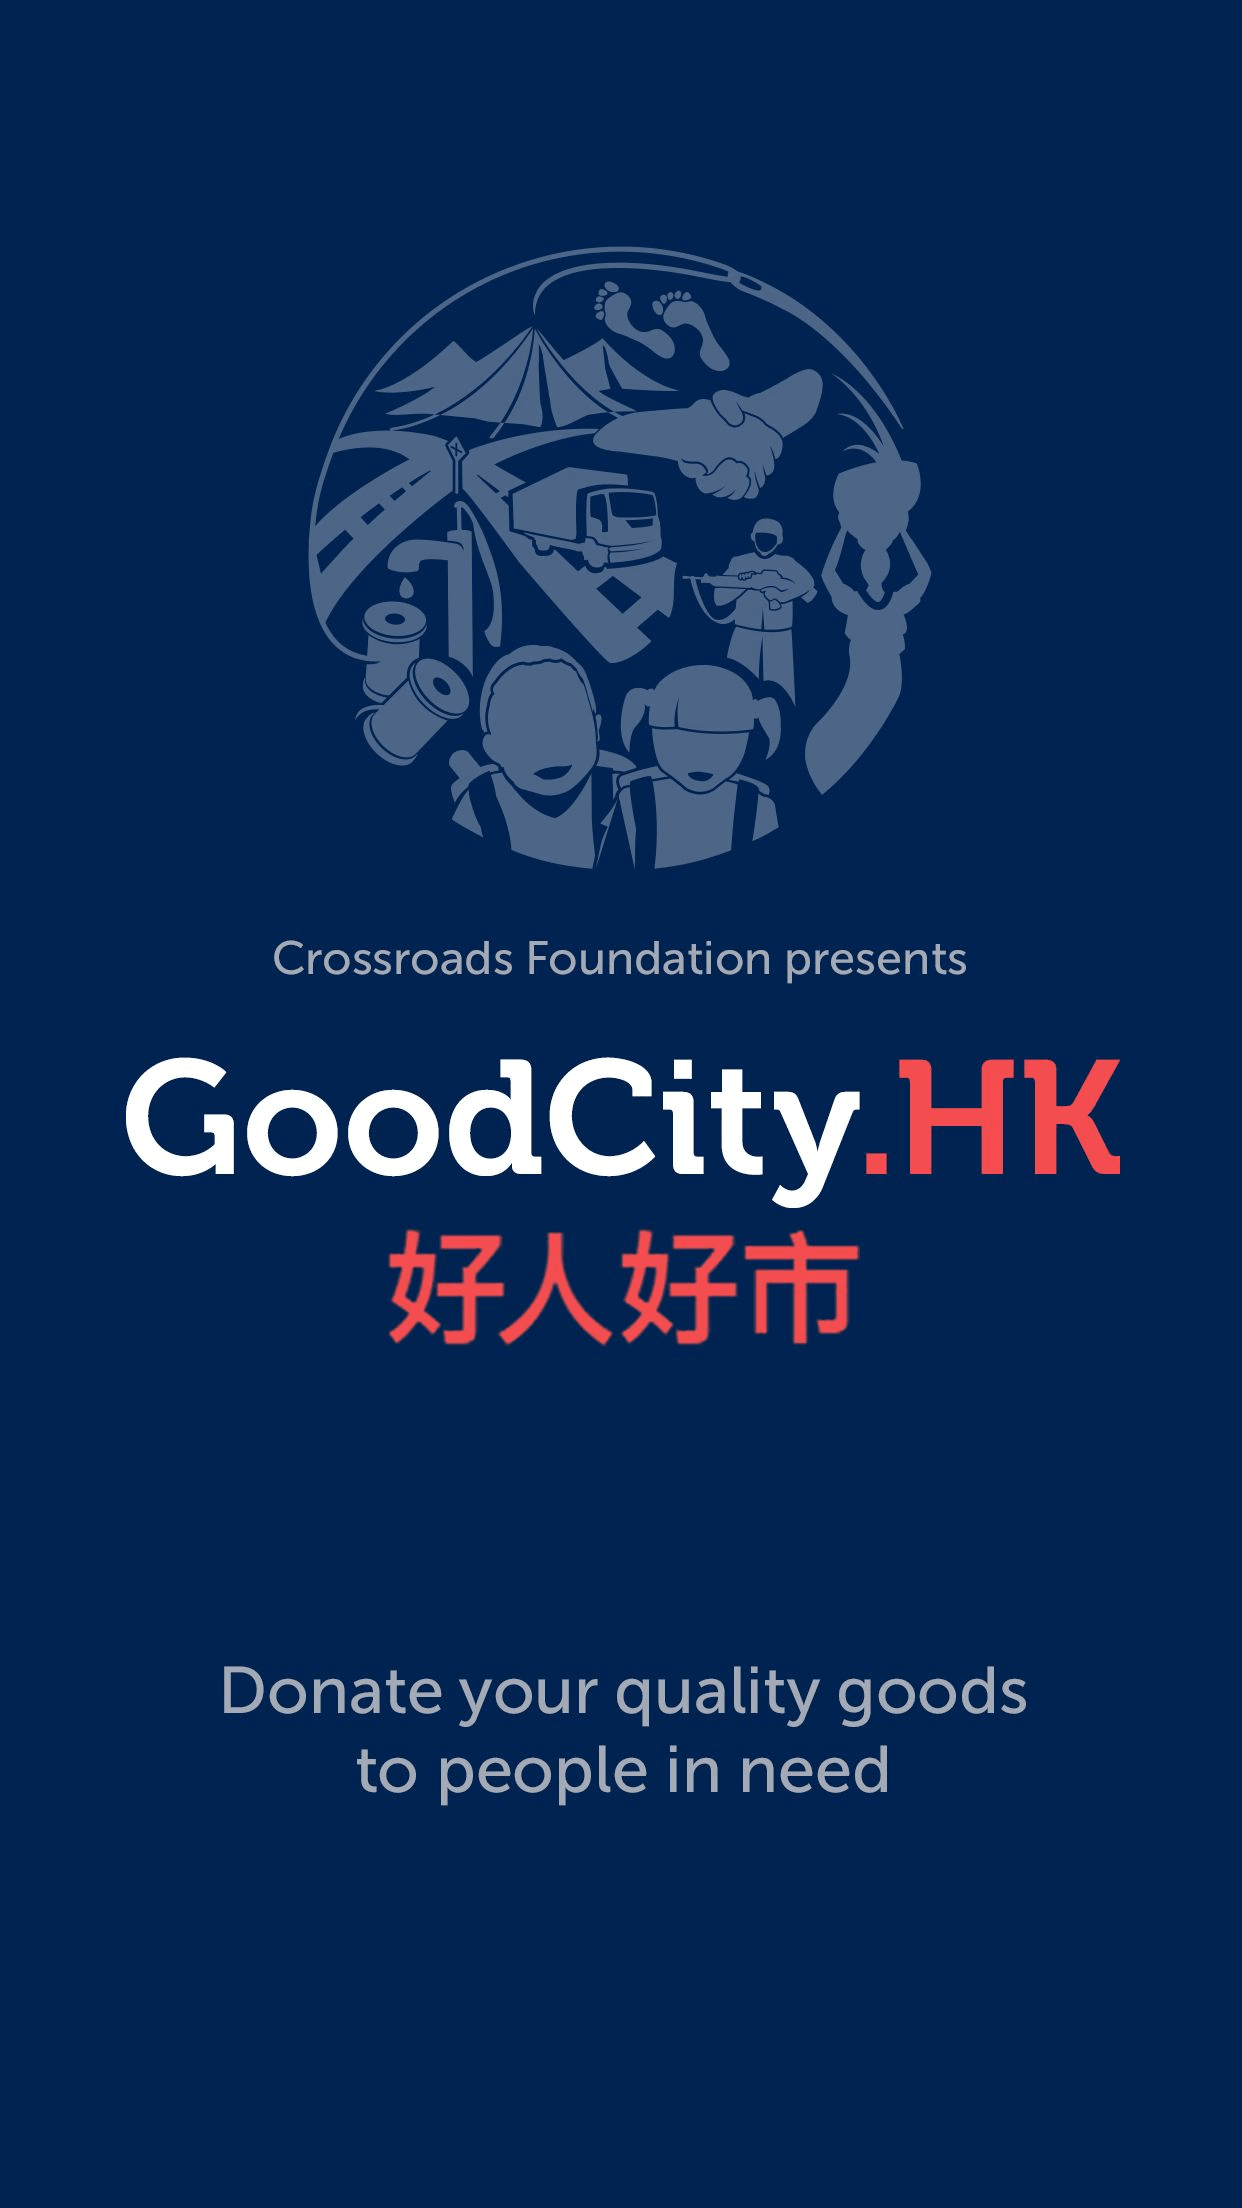 Crossroads Foundation presents
GoodCity.HK
好人好市
Donate your quality goods
to people in need